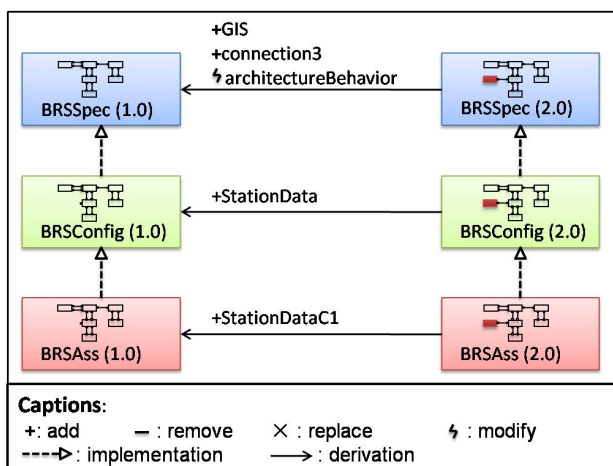 +GIS
+connection3
architectureBehavior
BRSSpec (1.0)
BRSSpec (2.0)
+StationData
BRSConfig (1.0)
BRSConfig (2.0)
+StationDataC1
BRSAss (1.0)
BRSAss (2.0)
Captions:
+: add − : remove × : replace : modify
: implementation : derivation